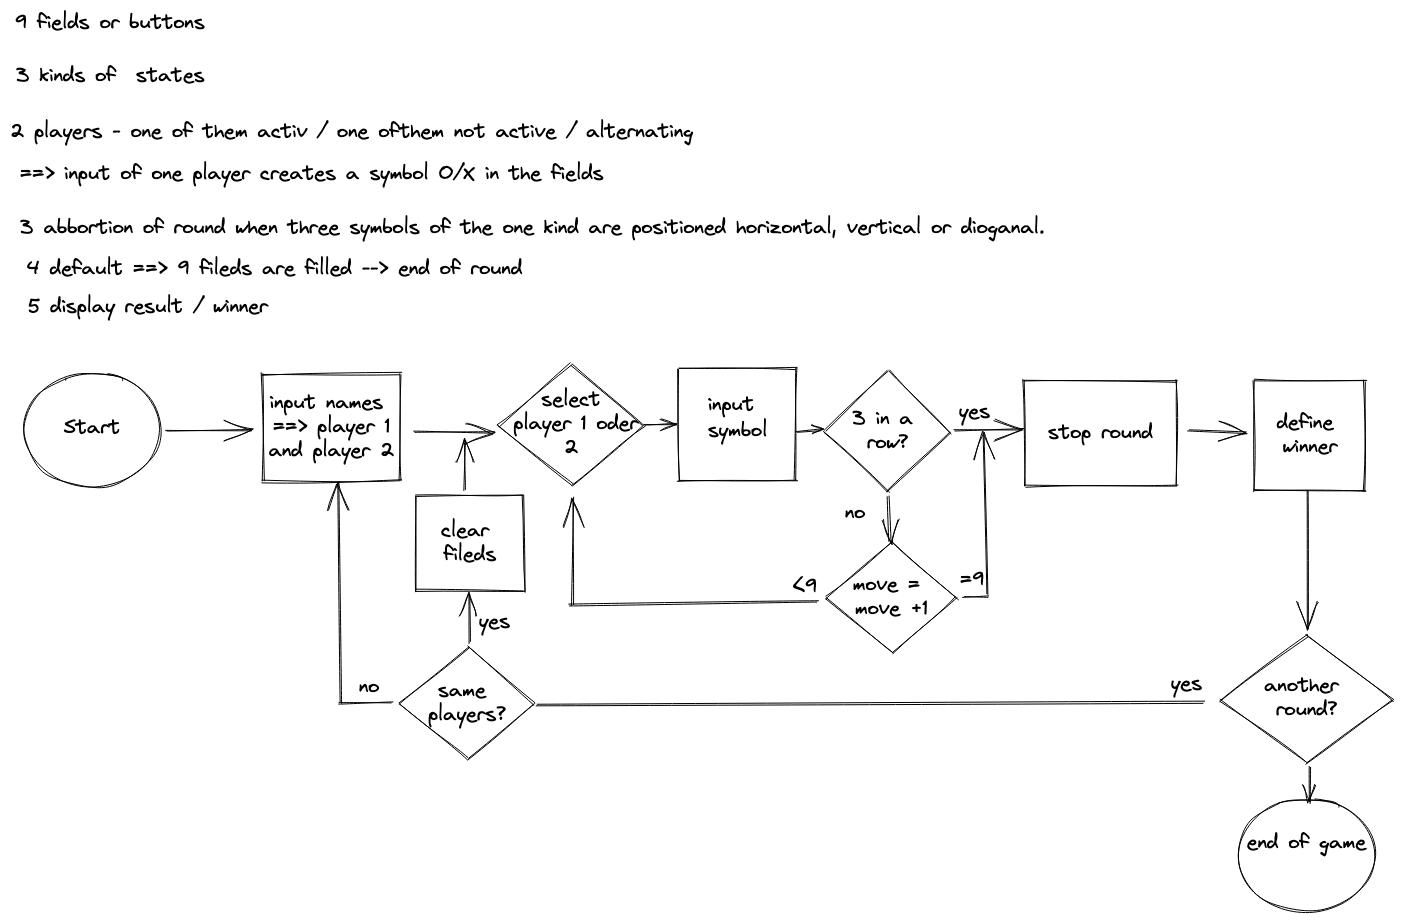 9 fields or buttons
3 kinds of states
2 players - one of them activ / one ofthem not active / alternating
==> input of one player creates a symbol O/X in the fields
3 abbortion of round when three symbols of the one kind are positioned horizontal, vertical or dioganal.
4 default ==> 9 fileds are filled --> end of round
5 display result / winner
Start
input names
==> player 1
and player 2
select
player 1 oder
2
input
symbol
3 in a
row?
yes
stop round
define
winner
no
clear
fileds
<9
move =
move +1
=9
yes
no
same
players?
yes
another
round?
end of game